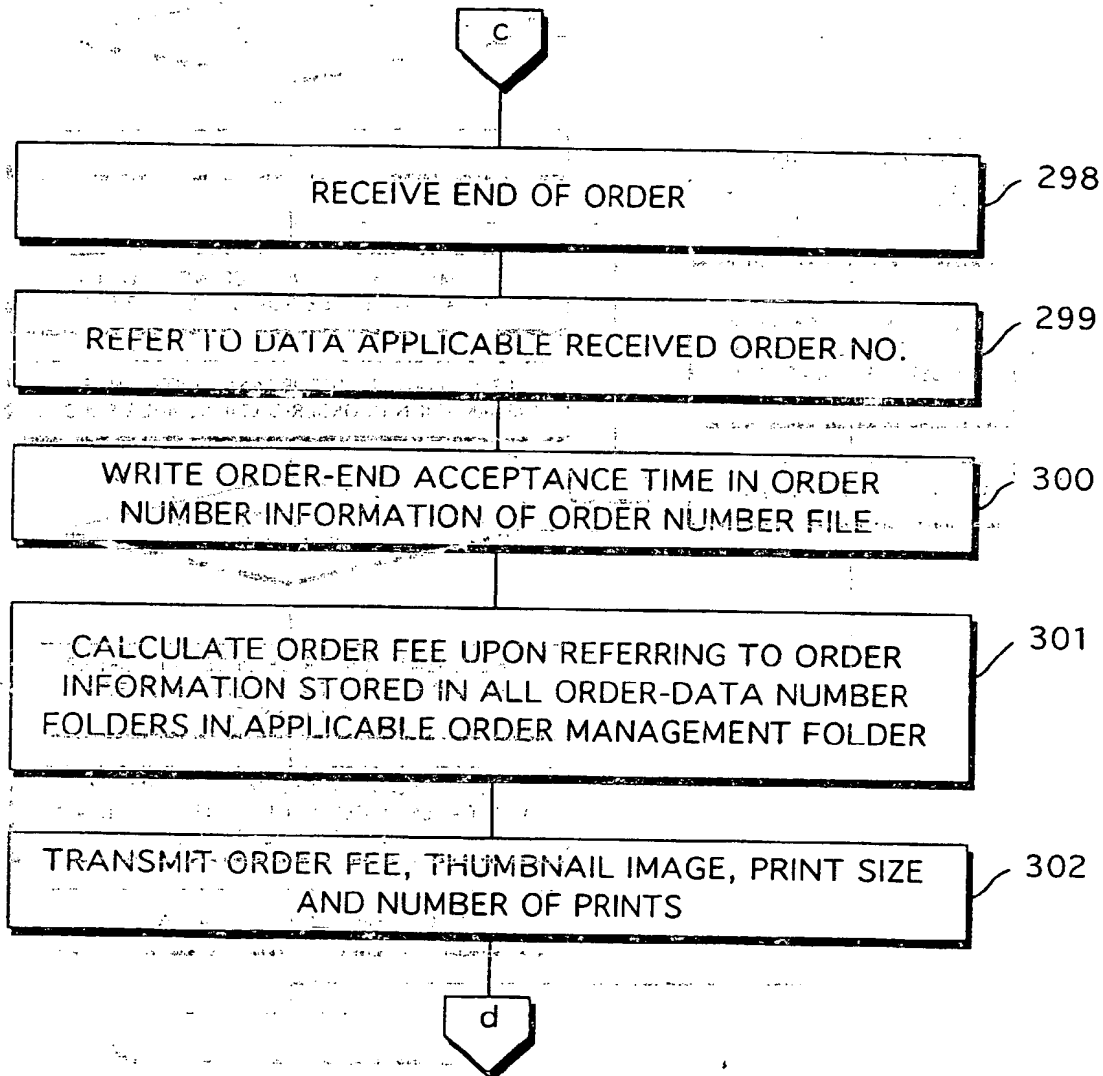 c
RECEIVE END OF ORDER
298
REFER TO DATA APPLICABLE RECEIVED ORDER NO.
299
WRITE ORDER-END ACCEPTANCE TIME IN ORDER
NUMBER INFORMATION OF ORDER NUMBER FILE
300
CALCULATE ORDER FEE UPON REFERRING TO ORDER
INFORMATION STORED IN ALL ORDER-DATA NUMBER
FOLDERS IN APPLICABLE ORDER MANAGEMENT FOLDER
301
TRANSMIT ORDER FEE, THUMBNAIL IMAGE, PRINT SIZE
AND NUMBER OF PRINTS
302
d